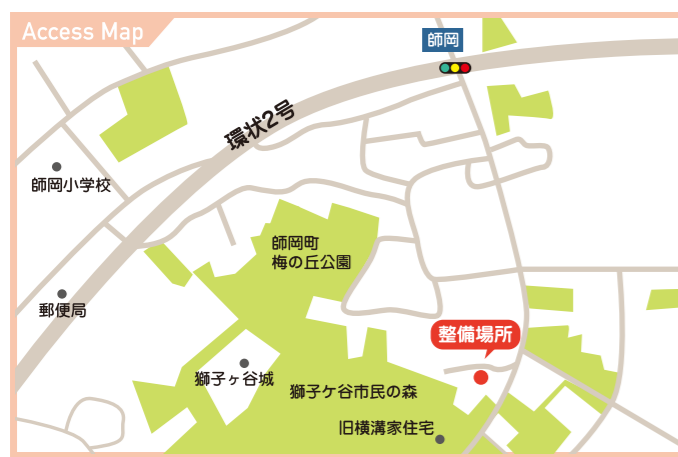 Access Map
師岡
環状2号
師岡小学校
師岡町
梅の丘公園
郵便局
整備場所
獅子ヶ谷城
獅子ケ谷市民の森
旧横溝家住宅